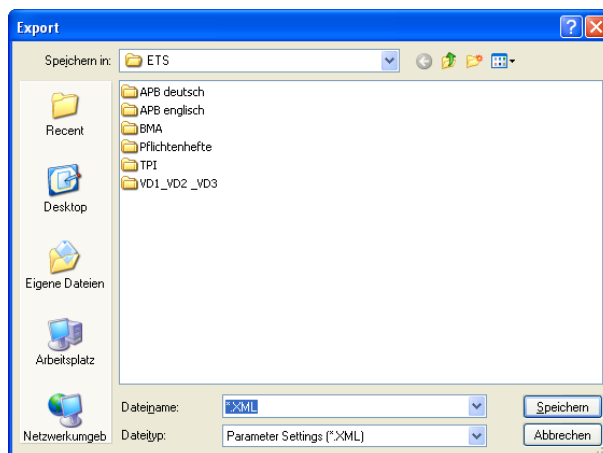 Export
Speichern in:
ETS
Recent
Desktop
Eigene Dateien
Arbeitsplatz
Netzwerkumgeb
APB deutsch
APB englisch
BMA
Pflichtenhefte
TPI
VD1_VD2 _VD3
Dateiname:
*.XML
Speichern
Dateityp:
Parameter Settings (*.XML)
Abbrechen